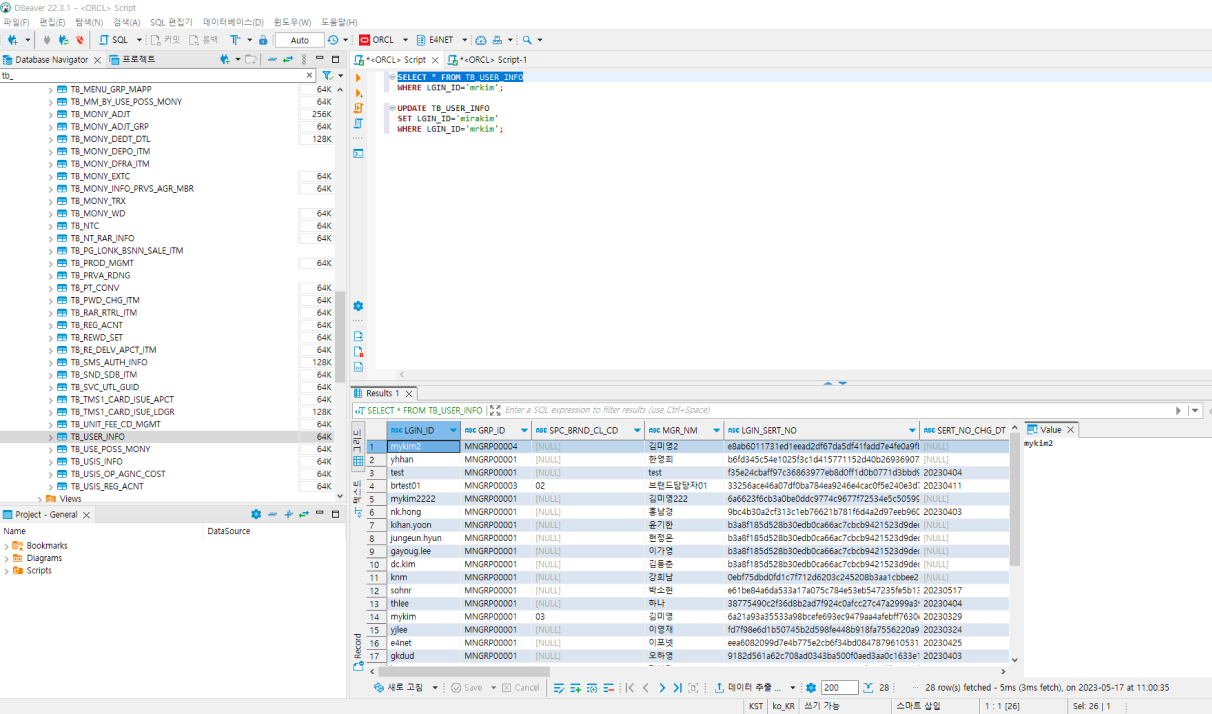 DBeaver 22.3.1 - <ORCL> Script
파일(F) 편집(E) 탐색(N) 검색(A) SQL 편집기 데이터베이스(D) 윈도우(W) 도움말(H)
SQL 커밋 롤백 Auto ORCL E4NET
Database Navigator 프로젝트
*<ORCL> Script *<ORCL> Script-1
tb_
TB_MENU_GRP_MAPP 64K
TB_MM_BY_USE_POSS_MONY 64K
TB_MONY_ADJT 256K
TB_MONY_ADJT_GRP 64K
TB_MONY_DEDT_DTL 128K
TB_MONY_DEPO_ITM
TB_MONY_DFRA_ITM
TB_MONY_EXTC 64K
TB_MONY_INFO_PRVS_AGR_MBR 64K
TB_MONY_TRX
TB_MONY_WD 64K
TB_NTC 64K
TB_NT_RAR_INFO 64K
TB_PG_LONK_BSNN_SALE_ITM
TB_PROD_MGMT 64K
TB_PRVA_RDNG
TB_PT_CONV 64K
TB_PWD_CHG_ITM 64K
TB_RAR_RTRL_ITM 64K
TB_REG_ACNT 64K
TB_REWD_SET 64K
TB_RE_DELV_APCT_ITM 64K
TB_SMS_AUTH_INFO 128K
TB_SND_SDB_ITM 64K
TB_SVC_UTL_GUID 64K
TB_TMS1_CARD_ISUE_APCT 64K
TB_TMS1_CARD_ISUE_LDGR 128K
TB_UNIT_FEE_CD_MGMT 64K
TB_USER_INFO 64K
TB_USE_POSS_MONY 64K
TB_USIS_INFO 64K
TB_USIS_OP_AGNC_COST 64K
TB_USIS_REG_ACNT 64K
Views
SELECT * FROM TB_USER_INFO
WHERE LGIN_ID='mrkim';
UPDATE TB_USER_INFO
SET LGIN_ID='mirakim'
WHERE LGIN_ID='mrkim';
Project - General
Name DataSource
Bookmarks
Diagrams
Scripts
Results 1
SELECT * FROM TB_USER_INFO Enter a SQL expression to filter results (use Ctrl+Space)
LGIN_ID GRP_ID SPC_BRND_CL_CD MGR_NM LGIN_SERT_NO SERT_NO_CHG_DT
1 mykim2 MNGRP00004 [NULL] 김미영2 e8ab6011731ed1eead2df67da5df41fadd7e4fe0a9f [NULL]
2 yhhan MNGRP00001 [NULL] 한영희 b6fd345c54e1025f3c1d415771152d40b26936907 [NULL]
3 test MNGRP00001 [NULL] test f35e24cbaff97c36863977eb8d0ff1d0b0771d3bbd9 20230404
4 brtest01 MNGRP00003 02 브랜드담당자01 33256ace46a07df0ba784ea9246e4cac0f5e240e3d7 20230411
5 mykim2222 MNGRP00001 [NULL] 김미영222 6a6623f6cb3a0be0ddc9774c9677f72534e5c50599 [NULL]
6 nk.hong MNGRP00001 [NULL] 홍남경 9bc4b30a2cf313c1eb76621b781f6d4a2d97eeb960 20230403
7 kihan.yoon MNGRP00001 [NULL] 윤기한 b3a8f185d528b30edb0ca66ac7cbcb9421523d9dec [NULL]
8 jungeun.hyun MNGRP00001 [NULL] 현정은 b3a8f185d528b30edb0ca66ac7cbcb9421523d9dec [NULL]
9 gayoug.lee MNGRP00001 [NULL] 이가영 b3a8f185d528b30edb0ca66ac7cbcb9421523d9dec [NULL]
10 dc.kim MNGRP00001 [NULL] 김동춘 b3a8f185d528b30edb0ca66ac7cbcb9421523d9dec [NULL]
11 knm MNGRP00001 [NULL] 강희남 0ebf75dbd0fd1c7f712d6203c245208b3aa1cbbee2 [NULL]
12 sohnr MNGRP00001 [NULL] 박소현 e61be84a6da533a17a075c784e53eb547235fe5b13 20230517
13 thlee MNGRP00001 [NULL] 하나 38775490c2f36d8b2ad7f924c0afcc27c47a2999a39 20230404
14 mykim MNGRP00001 03 김미영 6a21a93a35533a98bcefe693ec9479aa4afebff7630 20230329
15 yjlee MNGRP00001 [NULL] 이영재 fd7f98e6d1b50745b2d598fe448b918fa7556220a9 20230324
16 e4net MNGRP00001 [NULL] 이포넷 eea6082099d7e4b775e2cb6f34bd0847879610531 20230425
17 gkdud MNGRP00001 [NULL] 오하영 9182d561a62c708ad0343ba500f0aed3aa0c1633e1 20230403
Value
mykim2
Record
새로 고침 Save Cancel 데이터 추출 ... 200 28 28 row(s) fetched - 5ms (3ms fetch), on 2023-05-17 at 11:00:35
KST ko_KR 쓰기 가능 스마트 삽입 1 : 1 [26] Sel: 26 | 1